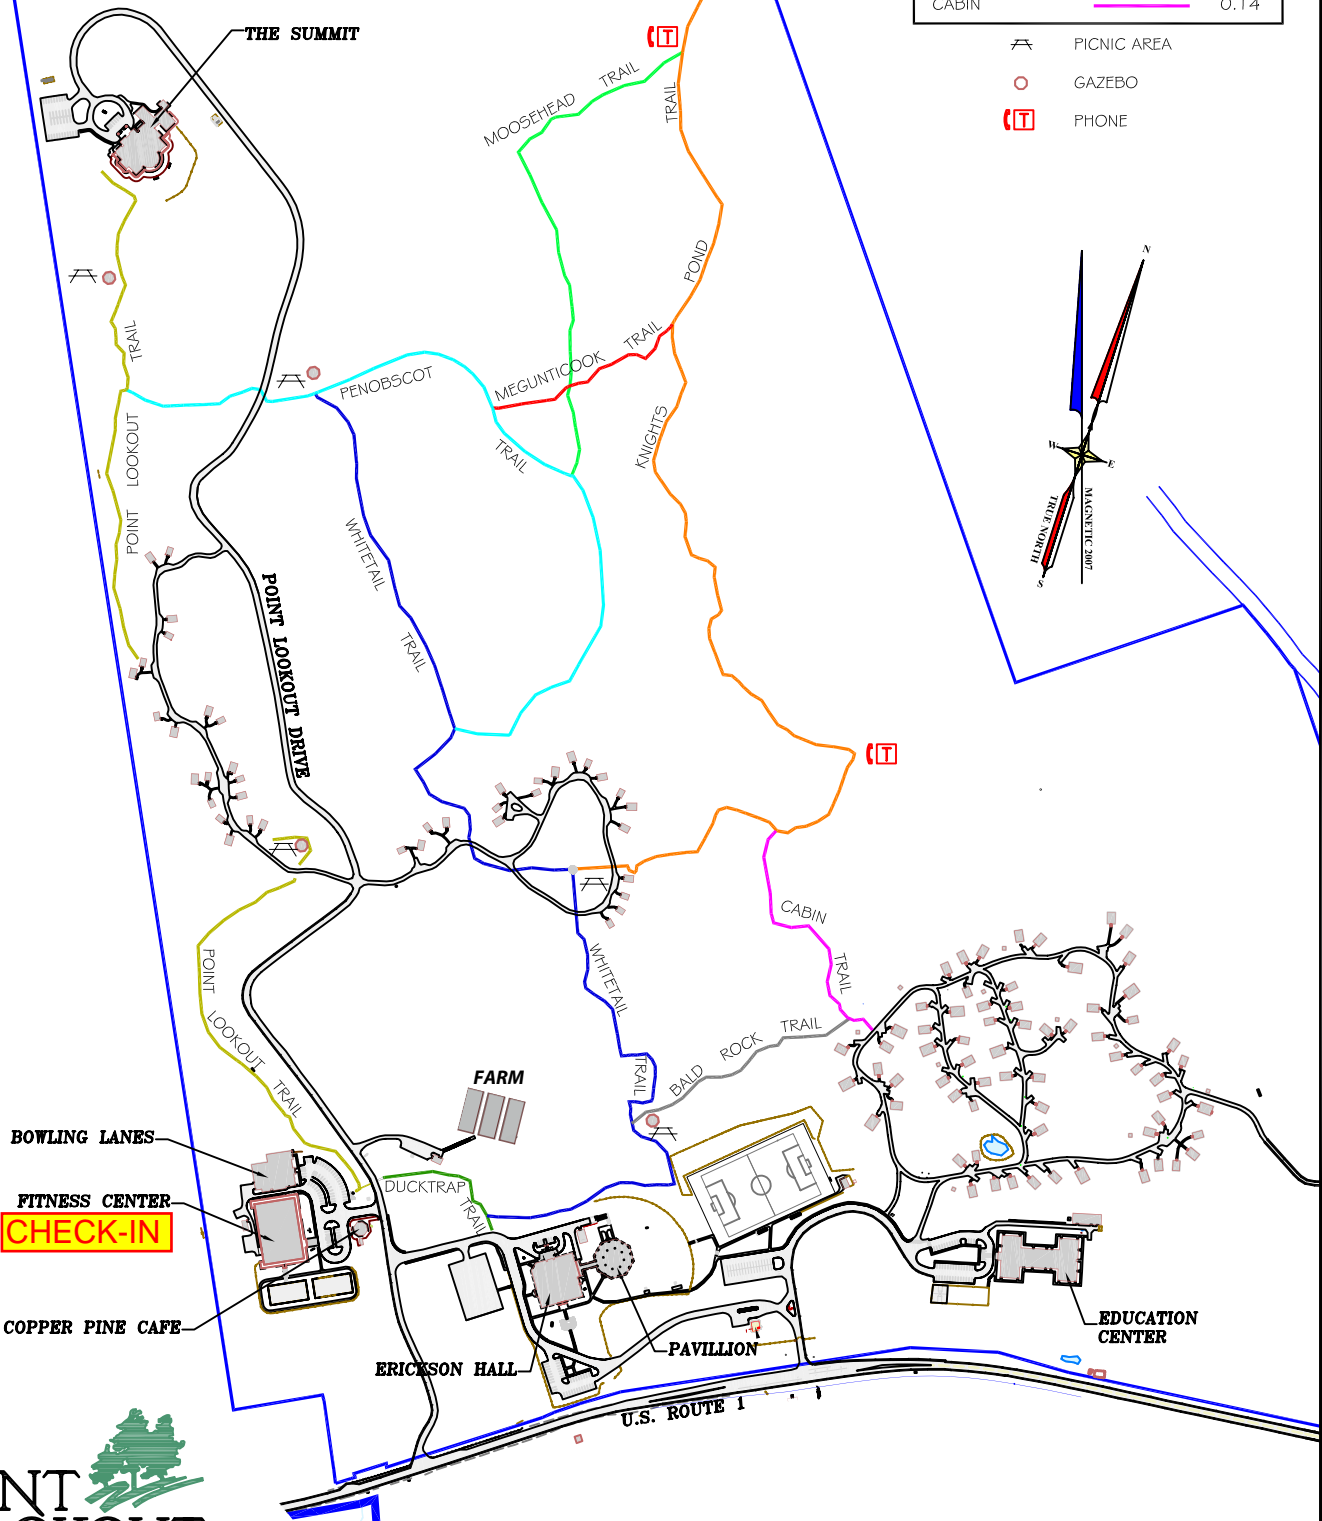 CABIN 0.14
PICNIC AREA
GAZEBO
T PHONE
THE SUMMIT
T
MOOSEHEAD TRAIL
TRAIL
POND
KNIGHTS
N
W
E
S
TRUE NORTH
MAGNETIC 2007
TRAIL
POINT LOOKOUT
PENOBSCOT
TRAIL
MEGUNTICOOK TRAIL
WHITETAIL
TRAIL
POINT LOOKOUT DRIVE
T
CABIN
TRAIL
WHITETAIL
TRAIL
BALD ROCK TRAIL
POINT
LOOKOUT
TRAIL
FARM
BOWLING LANES
FITNESS CENTER
CHECK-IN
COPPER PINE CAFE
DUCKTRAP
TRAIL
ERICKSON HALL
PAVILLION
EDUCATION
CENTER
U.S. ROUTE 1
NT